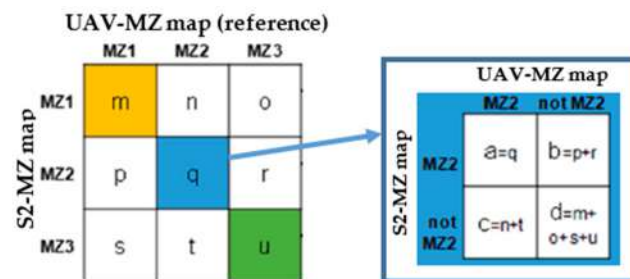 UAV-MZ map (reference)
MZ1 MZ2 MZ3
S2-MZ map
MZ1 m n o
MZ2 p q r
MZ3 s t u
UAV-MZ map
MZ2 not MZ2
S2-MZ map
MZ2 a=q b=p+r
not MZ2 C=n+t d=m+
o+s+u